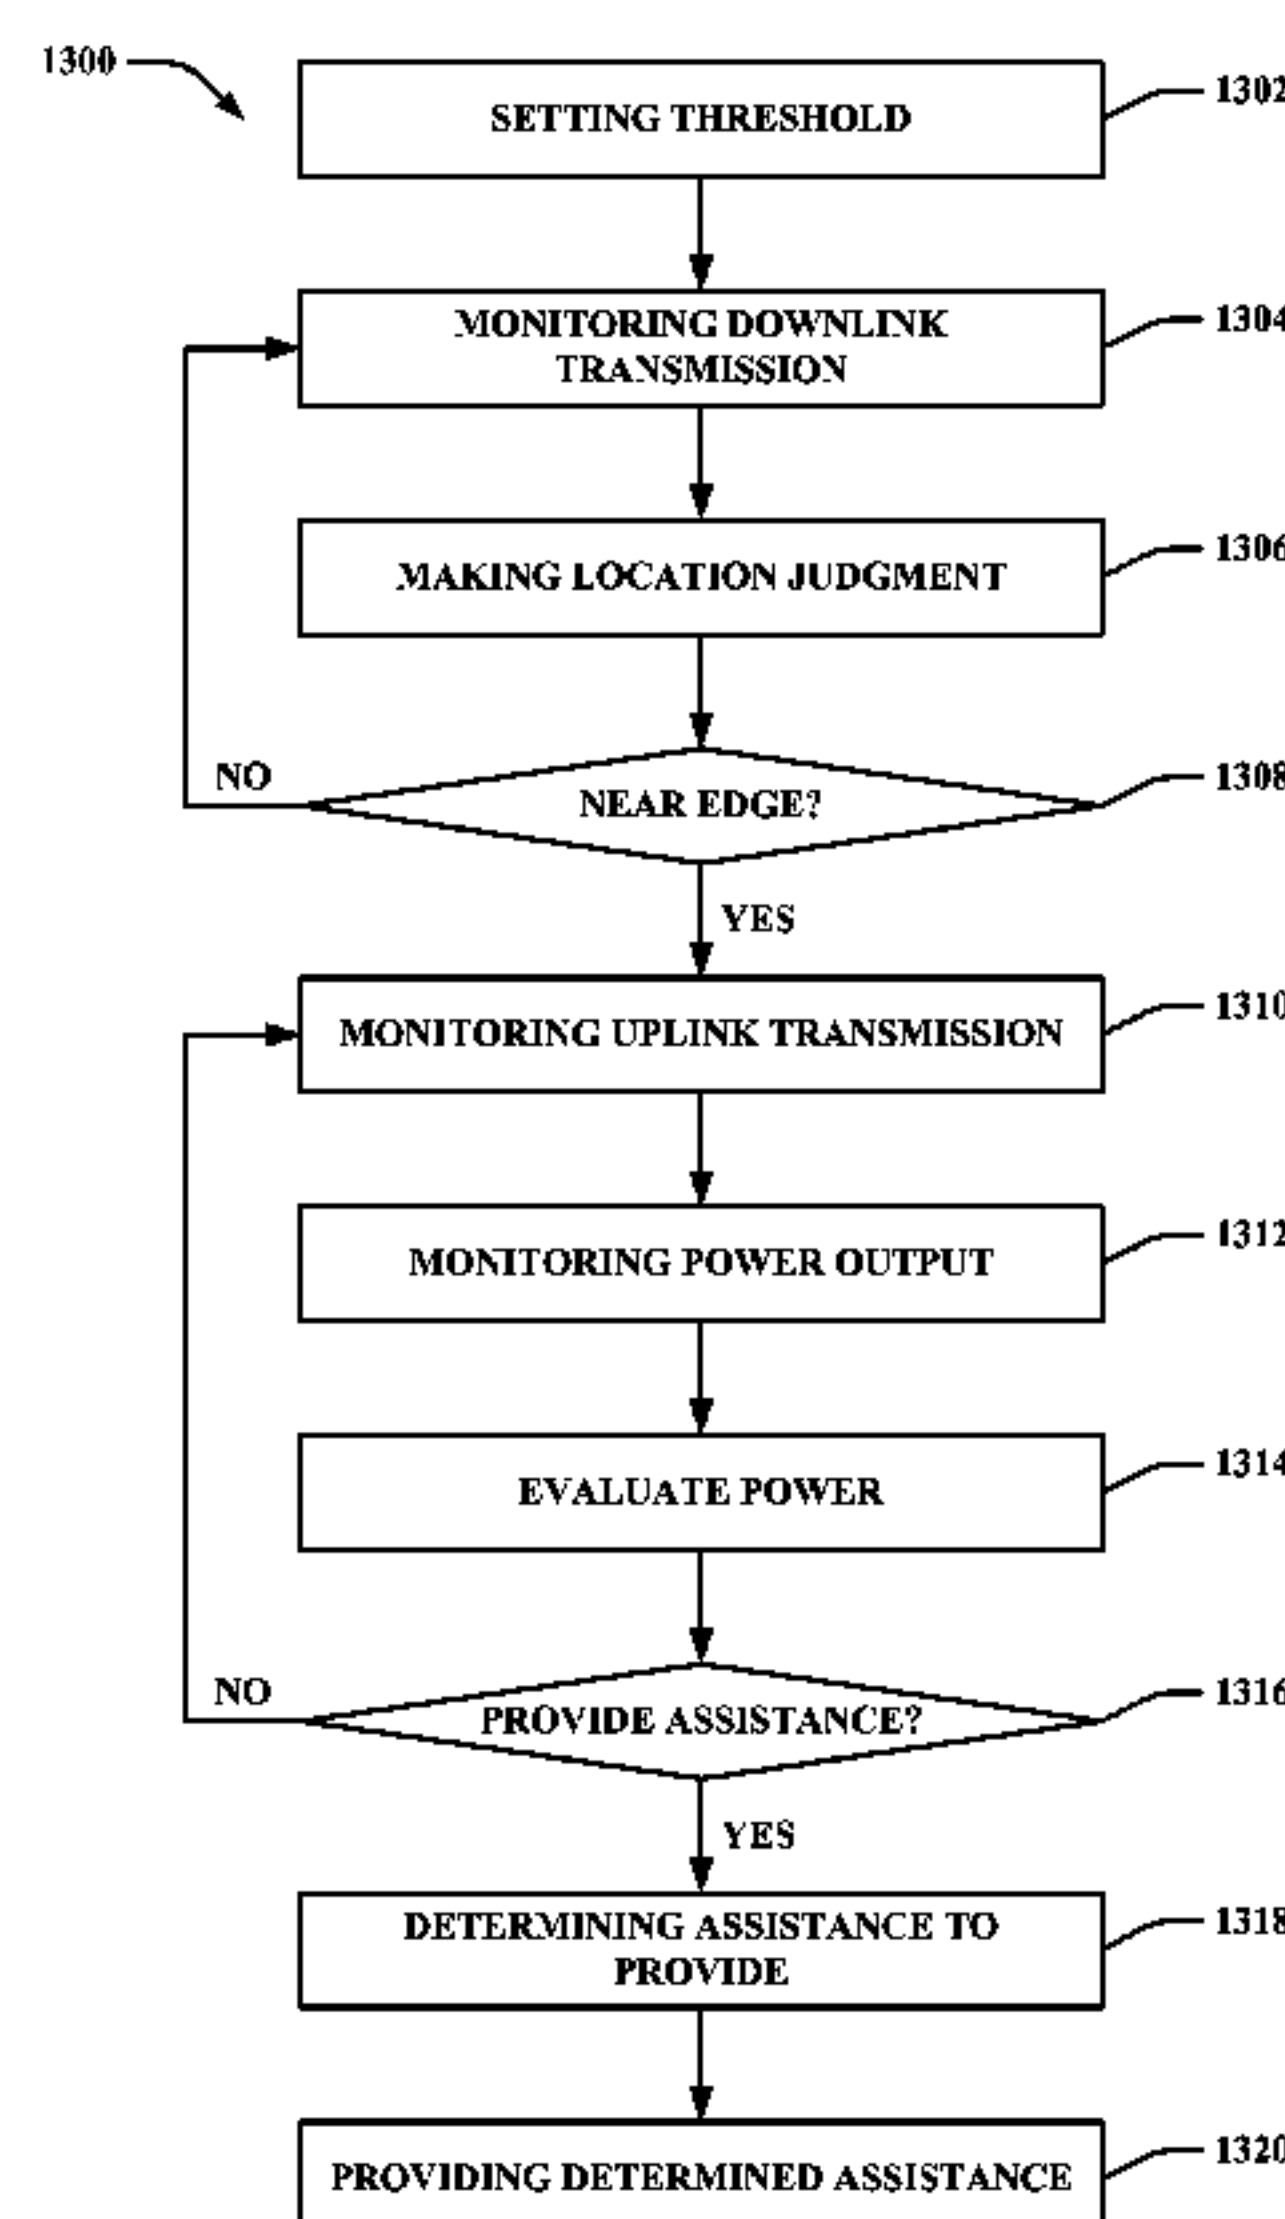 1300
SETTING THRESHOLD
1302
MONITORING DOWNLINK
TRANSMISSION
1304
MAKING LOCATION JUDGMENT
1306
NO
NEAR EDGE?
1308
YES
MONITORING UPLINK TRANSMISSION
1310
MONITORING POWER OUTPUT
1312
EVALUATE POWER
1314
NO
PROVIDE ASSISTANCE?
1316
YES
DETERMINING ASSISTANCE TO
PROVIDE
1318
PROVIDING DETERMINED ASSISTANCE
1320